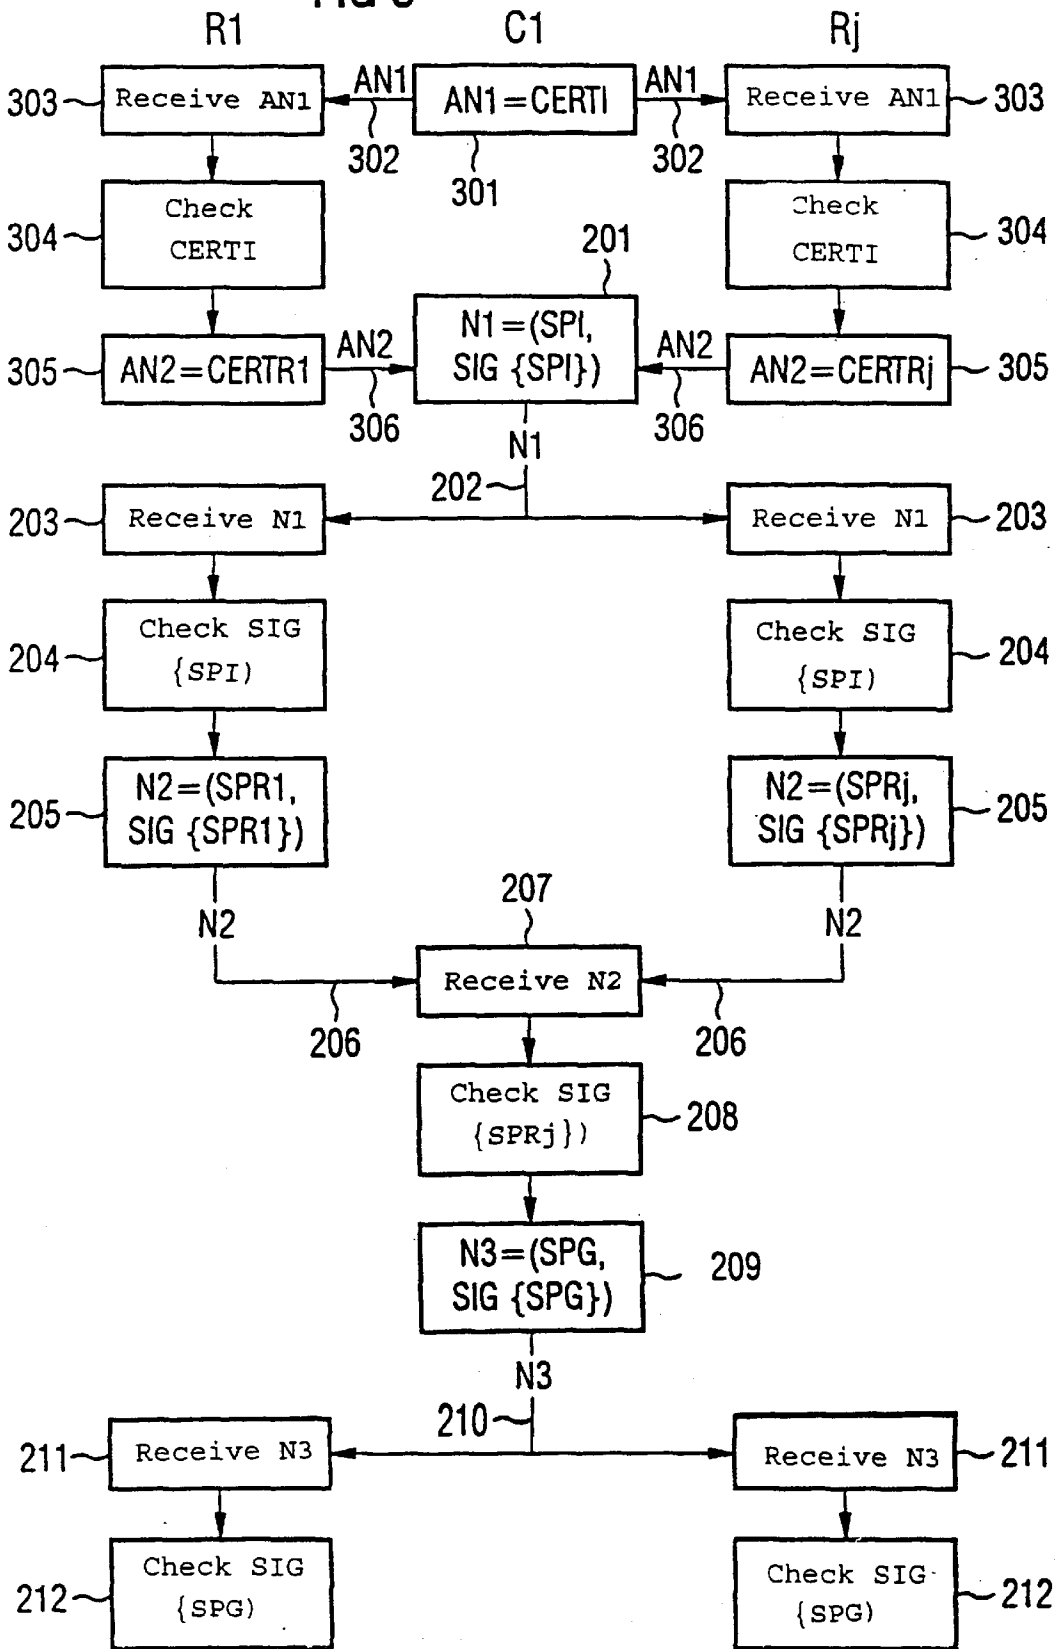 R1 C1 Rj
303 Receive AN1 AN1 AN1=CERTI AN1 Receive AN1 303
302 301 302
304 Check CERTI Check CERTI 304
201
305 AN2=CERTR1 AN2 N1=(SPI, SIG {SPI}) AN2 AN2=CERTRj 305
306 306
N1
202
203 Receive N1 Receive N1 203
204 Check SIG {SPI) Check SIG {SPI) 204
205 N2=(SPR1, SIG {SPR1}) N2=(SPRj, SIG {SPRj}) 205
207
N2 N2
Receive N2
206 206
Check SIG {SPRj}) 208
N3=(SPG, SIG {SPG}) 209
N3
210
211 Receive N3 Receive N3 211
212 Check SIG {SPG) Check SIG {SPG) 212